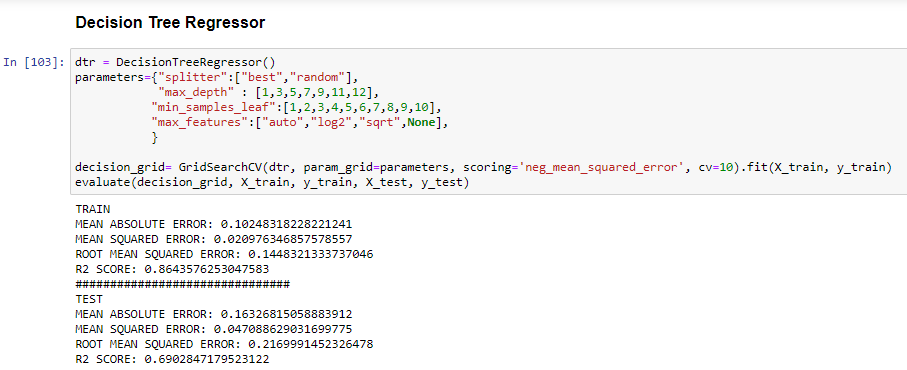 Decision Tree Regressor
In [103]: dtr = DecisionTreeRegressor()
parameters={"splitter":["best","random"],
"max_depth" : [1,3,5,7,9,11,12],
"min_samples_leaf":[1,2,3,4,5,6,7,8,9,10],
"max_features":["auto","log2","sqrt",None],
}
decision_grid= GridSearchCV(dtr, param_grid=parameters, scoring='neg_mean_squared_error', cv=10).fit(X_train, y_train)
evaluate(decision_grid, X_train, y_train, X_test, y_test)
TRAIN
MEAN ABSOLUTE ERROR: 0.10248318228221241
MEAN SQUARED ERROR: 0.020976346857578557
ROOT MEAN SQUARED ERROR: 0.1448321333737046
R2 SCORE: 0.8643576253047583
###############################
TEST
MEAN ABSOLUTE ERROR: 0.16326815058883912
MEAN SQUARED ERROR: 0.047088629031699775
ROOT MEAN SQUARED ERROR: 0.2169991452326478
R2 SCORE: 0.6902847179523122